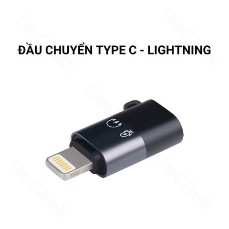 ĐẦU CHUYỂN TYPE C - LIGHTNING